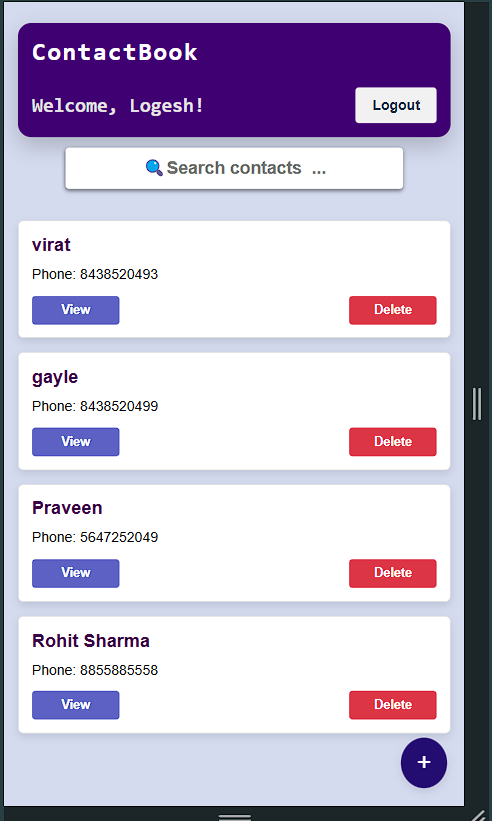 ContactBook
Welcome, Logesh!
Logout
🔍Search contacts ...
virat
Phone: 8438520493
View
Delete
gayle
Phone: 8438520499
View
Delete
Praveen
Phone: 5647252049
View
Delete
Rohit Sharma
Phone: 8855885558
View
Delete
+